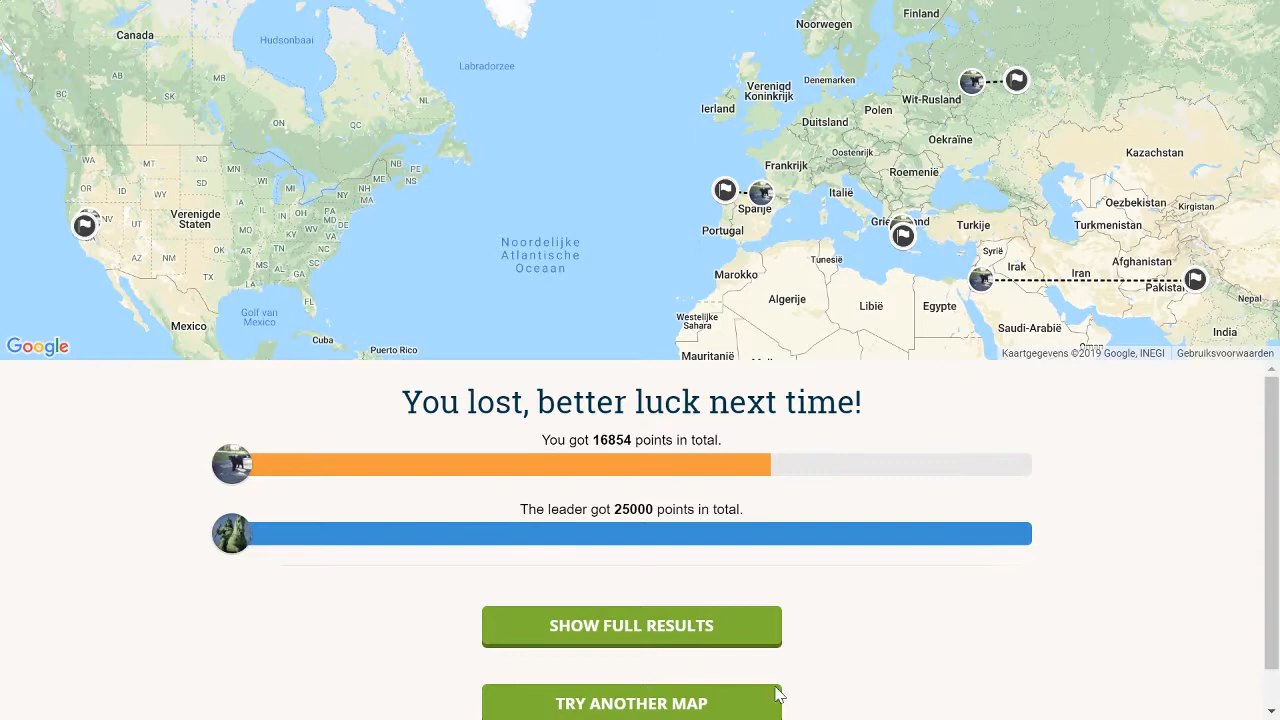 Canada
Hudsonbaai
Labradorzee
AB
MB
BC
SK
ON
NL
QC
NB
PE
NS
WA
MT
ND
OR
ID
SD
WI
MI
NH
NY
MA
WY
IA
NE
PA
NV
UT
Verenigde
Staten
IL
IN
OH
CO
MO
KY
VA
AZ
NM
OK
AR
TN
NC
MS
AL
SC
TX
GA
LA
FL
Golf van
Mexico
Mexico
Cuba
Puerto Rico
Noordelijke
Atlantische
Oceaan
Finland
Noorwegen
Denemarken
Verenigd
Koninkrijk
Ierland
Wit-Rusland
Polen
Duitsland
Oekraïne
Oostenrijk
Frankrijk
Roemenië
Kazachstan
Italië
Spanje
Portugal
Turkije
Oezbekistan
Kirgistan
Turkmenistan
Syrië
Irak
Iran
Afghanistan
Nepal
India
Tunesië
Marokko
Algerije
Libië
Egypte
Saudi-Arabië
Westelijke
Sahara
Mauritanië
Google
Kaartgegevens ©2019 Google, INEGI
Gebruiksvoorwaarden
You lost, better luck next time!
You got 16854 points in total.
The leader got 25000 points in total.
SHOW FULL RESULTS
TRY ANOTHER MAP